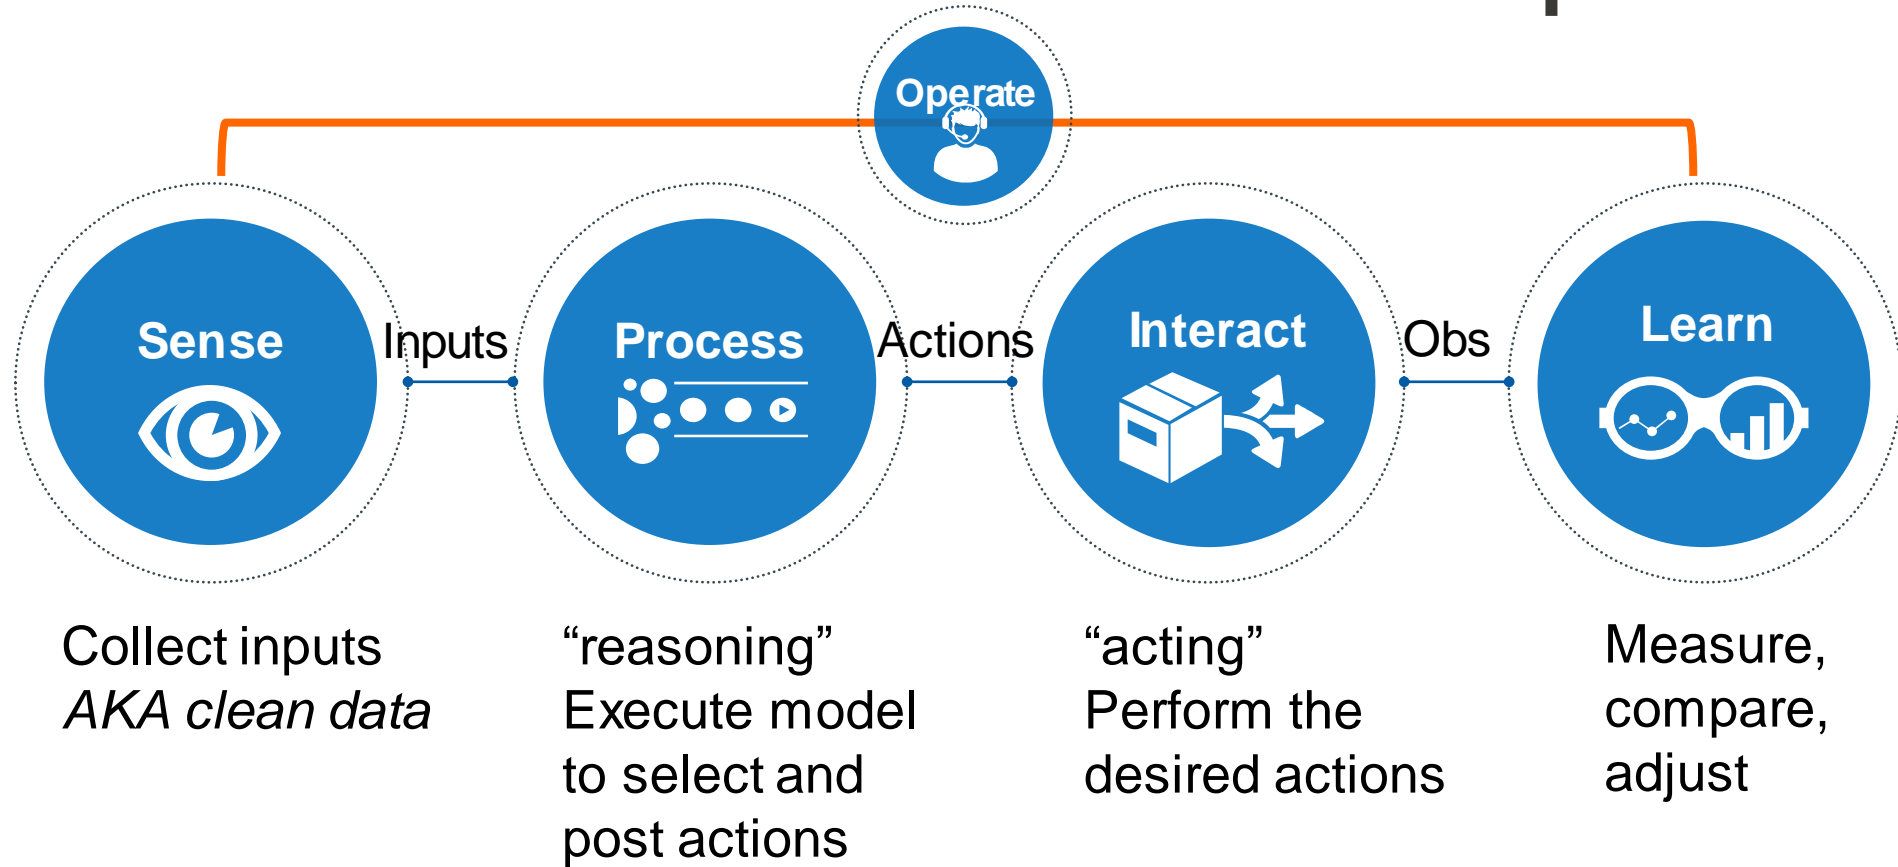 Operate
Sense
Inputs
Process
Actions
Interact
Obs
Learn
Collect inputs
AKA clean data
“reasoning”
Execute model
to select and
post actions
“acting”
Perform the
desired actions
Measure,
compare,
adjust